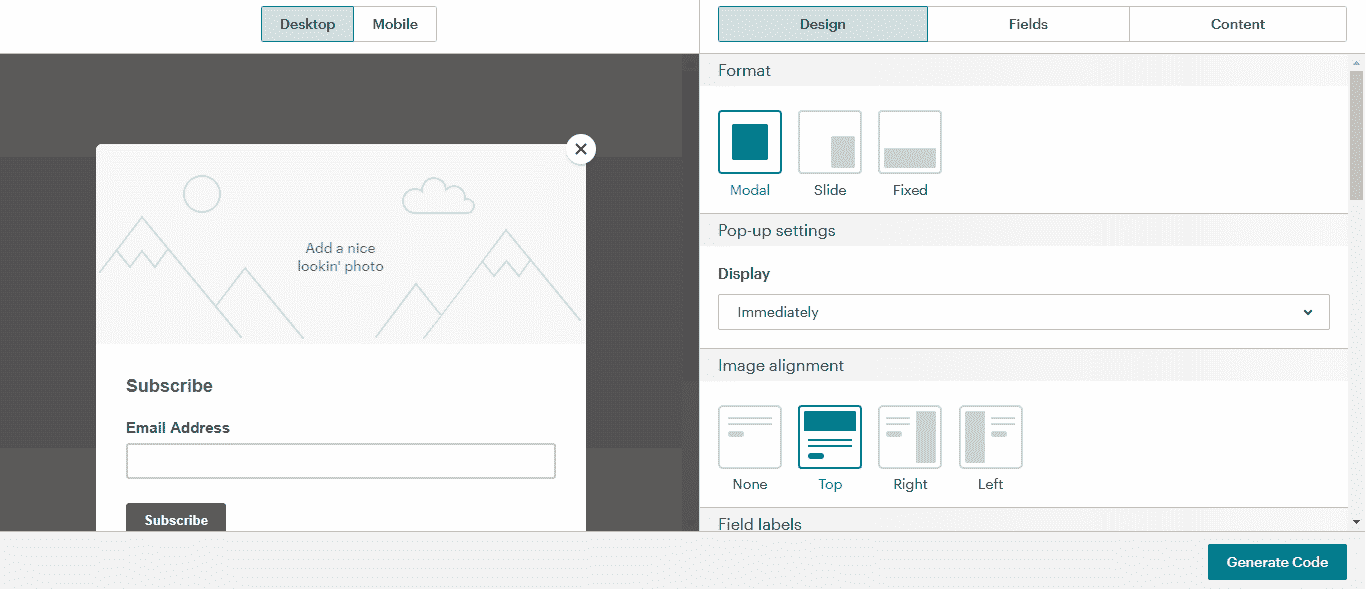 Desktop Mobile
Design Fields Content
Add a nice
lookin' photo
Subscribe
Email Address
Subscribe
Format
Modal Slide Fixed
Pop-up settings
Display
Immediately
Image alignment
None Top Right Left
Field labels
Generate Code